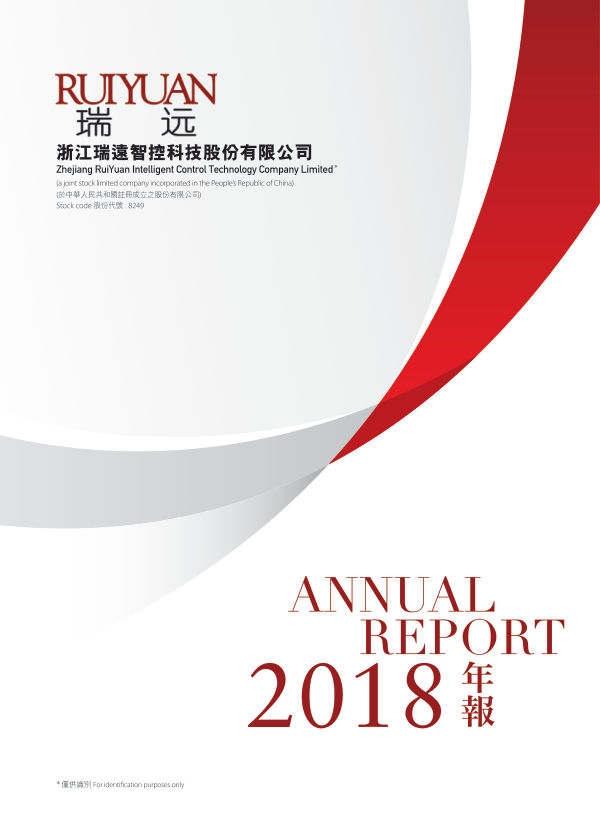 RUIYUAN
瑞 远
浙江瑞遠智控科技股份有限公司
Zhejiang RuiYuan Intelligent Control Technology Company Limited*
(a joint stock limited company incorporated in the People's Republic of China)
(於中華人民共和國註冊成立之股份有限公司)
Stock code 股份代號 : 8249
ANNUAL
REPORT
2018 年報
* 僅供識別 For identification purposes only